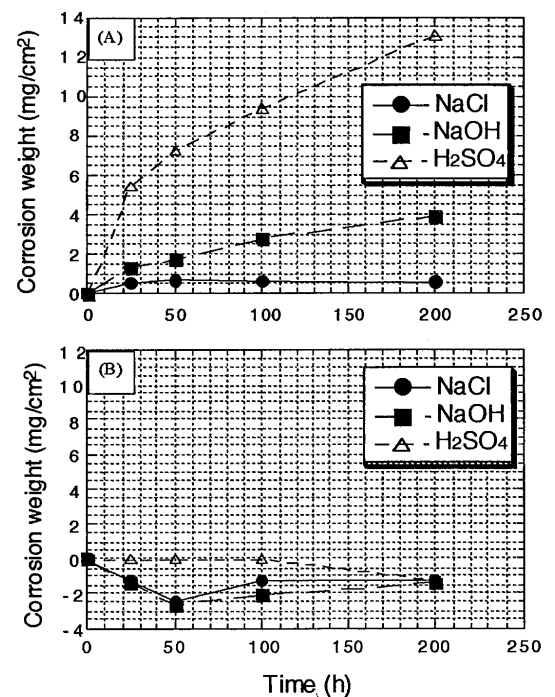 (A)
Corrosion weight (mg/cm2)
14
12
10
8
6
4
2
0
NaCl
NaOH
H2SO4
0 50 100 150 200 250
(B)
Corrosion weight (mg/cm2)
12
10
8
6
4
2
0
-2
-4
NaCl
NaOH
H2SO4
0 50 100 150 200 250
Time (h)